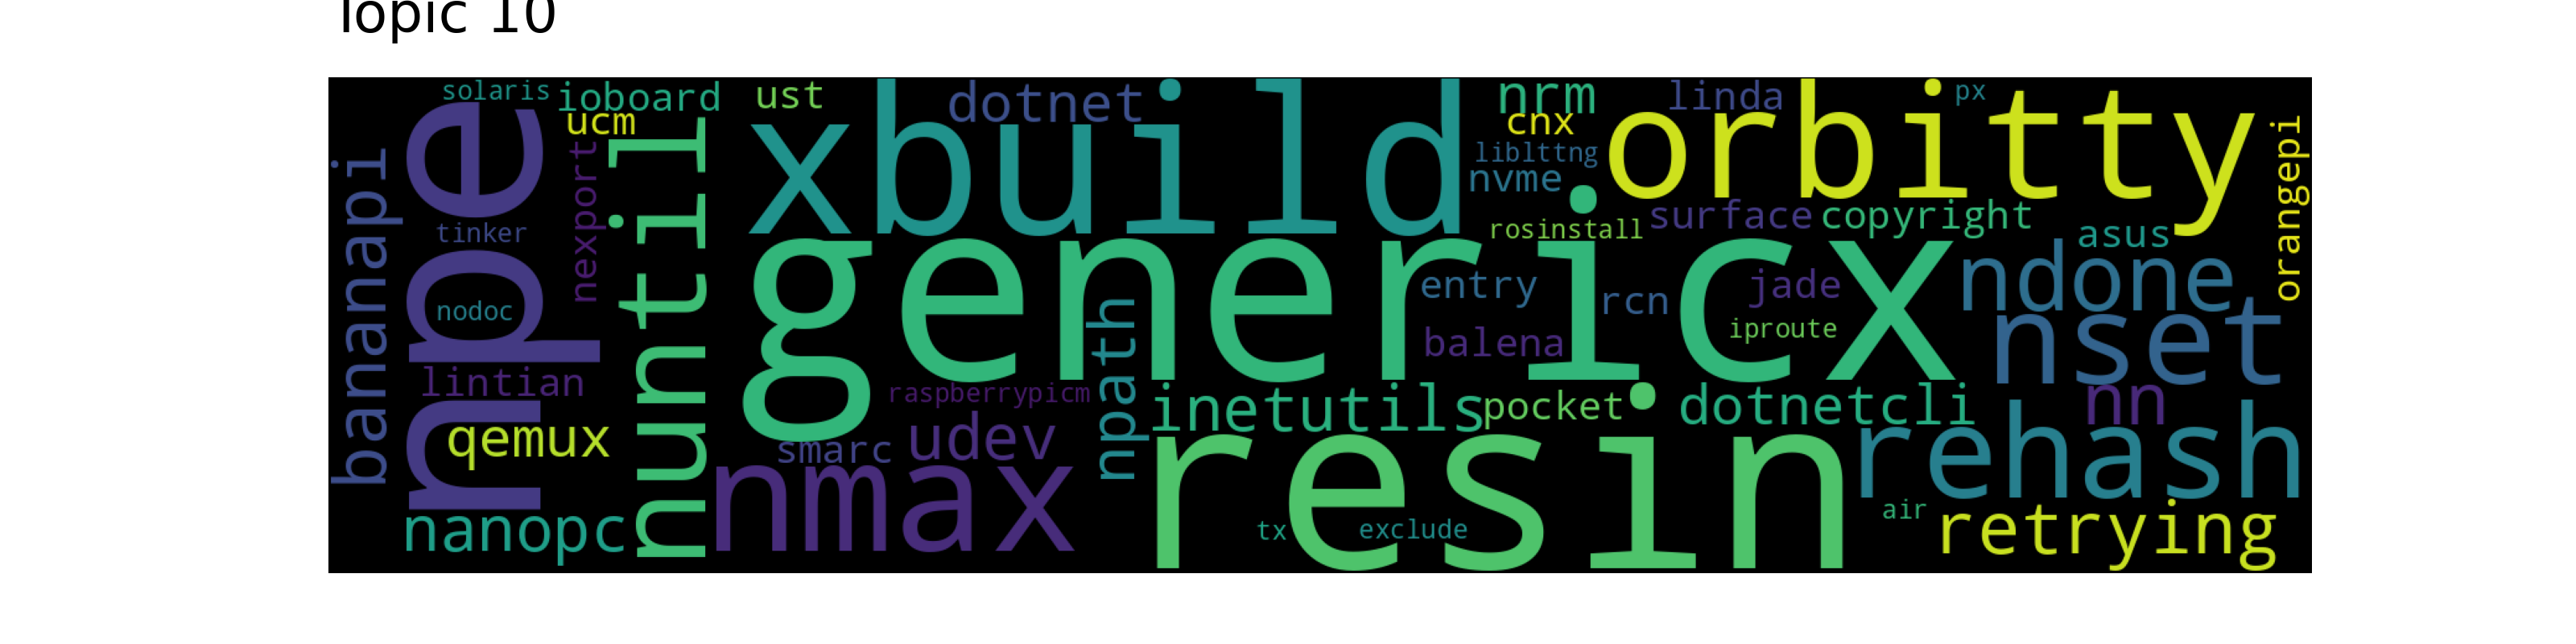 Topic 10
solaris
ioboard
ust
dotnet
nrm
linda
px
ucm
cnx
xbuild
orbitty
orangepi
bananapi
npe
nexport
nuntil
liblttng
nvme
tinker
rosinstall
surface
copyright
asus
genericx
entry
rcn
jade
ndone
nodoc
npath
balena
iproute
nset
lintian
raspberrypicm
inetutils
pocket
dotnetcli
nn
qemux
smarc
udev
resin
rehash
nanopc
nmax
tx
exclude
air
retrying